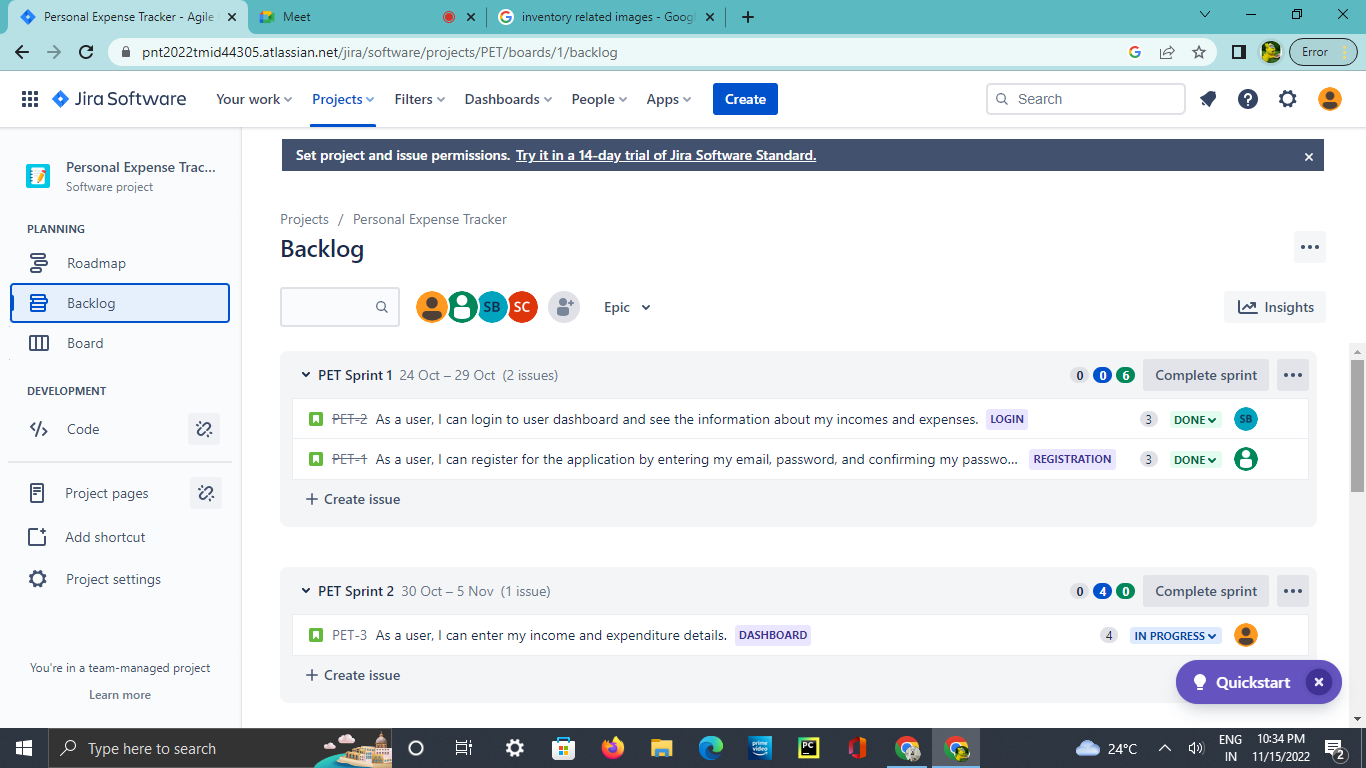 Personal Expense Tracker - Agile
Meet
inventory related images - Goog
pnt2022tmid44305.atlassian.net/jira/software/projects/PET/boards/1/backlog
Error
Jira Software
Your work
Projects
Filters
Dashboards
People
Apps
Create
Search
Personal Expense Trac...
Software project
PLANNING
Roadmap
Backlog
Board
DEVELOPMENT
Code
Project pages
Add shortcut
Project settings
You're in a team-managed project
Learn more
Set project and issue permissions. Try it in a 14-day trial of Jira Software Standard.
Projects / Personal Expense Tracker
Backlog
SB
SC
Epic
Insights
PET Sprint 1 24 Oct – 29 Oct (2 issues)
0 0 6 Complete sprint
PET-2 As a user, I can login to user dashboard and see the information about my incomes and expenses. LOGIN 3 DONE SB
PET-1 As a user, I can register for the application by entering my email, password, and confirming my passwo... REGISTRATION 3 DONE
+ Create issue
PET Sprint 2 30 Oct – 5 Nov (1 issue)
0 4 0 Complete sprint
PET-3 As a user, I can enter my income and expenditure details. DASHBOARD 4 IN PROGRESS
+ Create issue
Quickstart
Type here to search
prime video
PC
24°C
ENG
IN
10:34 PM
11/15/2022
2